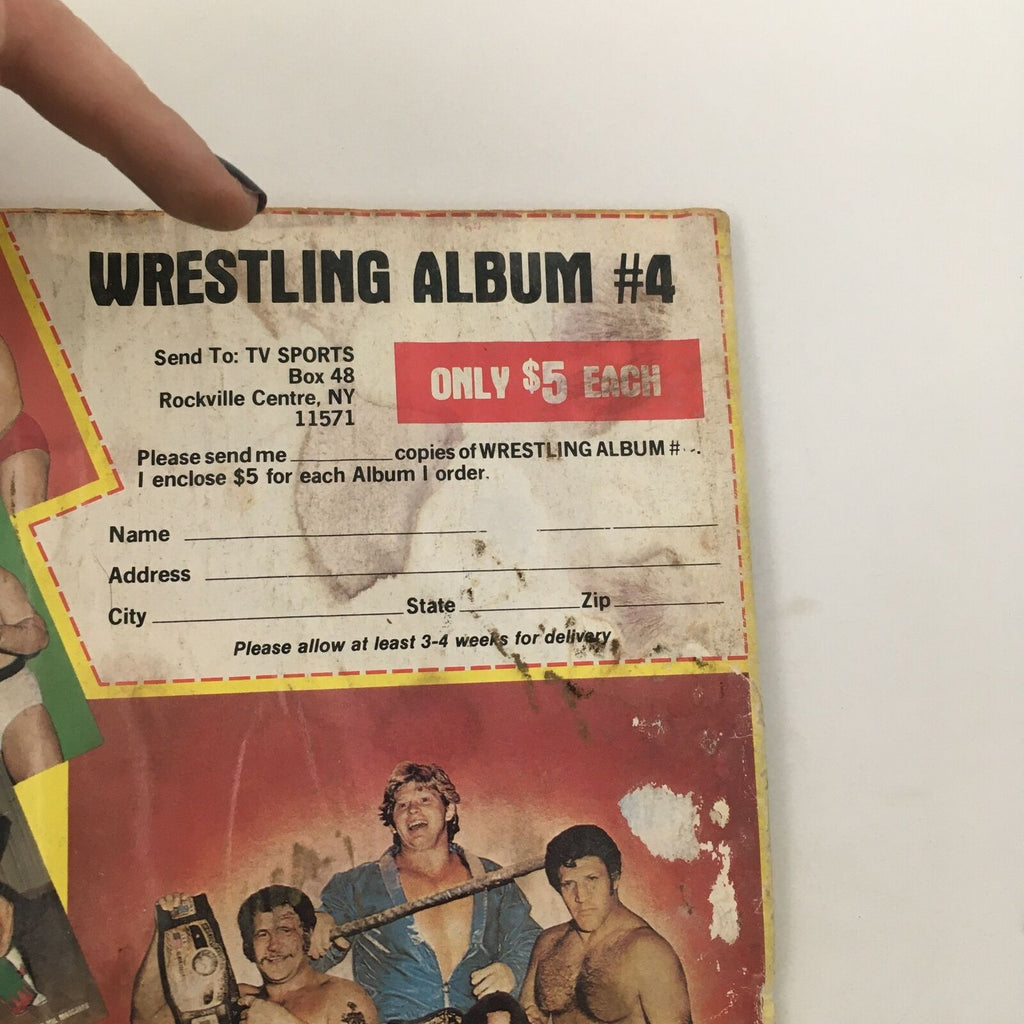 WRESTLING ALBUM #4
Send To: TV SPORTS
Box 48
Rockville Centre, NY
11571
ONLY $5 EACH
Please send me ____ copies of WRESTLING ALBUM #
I enclose $5 for each Album I order.
Name
Address
City State Zip
Please allow at least 3-4 weeks for delivery